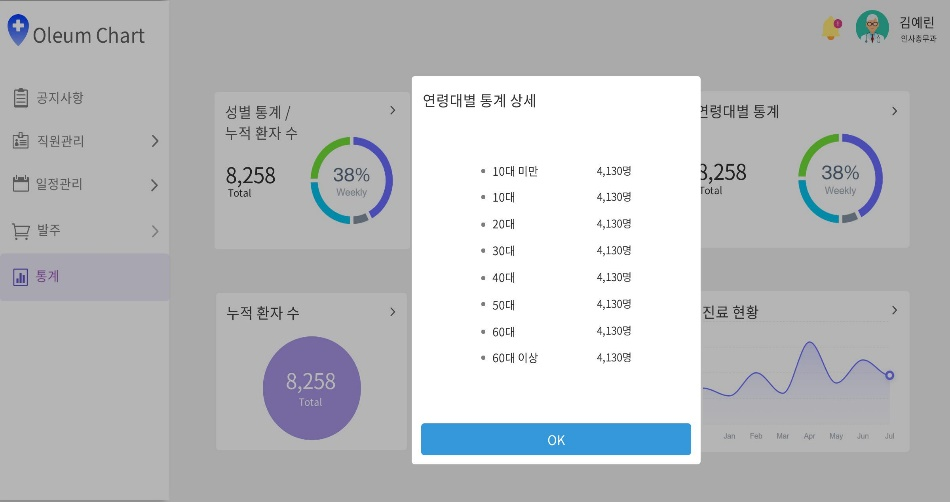 Oleum Chart
김예린
인사총무과
공지사항
직원관리
일정관리
발주
통계
성별 통계 /
누적 환자 수
8,258
Total
38%
Weekly
연령대별 통계 상세
10대 미만 4,130명
10대 4,130명
20대 4,130명
30대 4,130명
40대 4,130명
50대 4,130명
60대 4,130명
60대 이상 4,130명
OK
연령대별 통계
8,258
Total
38%
Weekly
누적 환자 수
8,258
Total
진료 현황
Jan Feb Mar Apr May Jun Jul